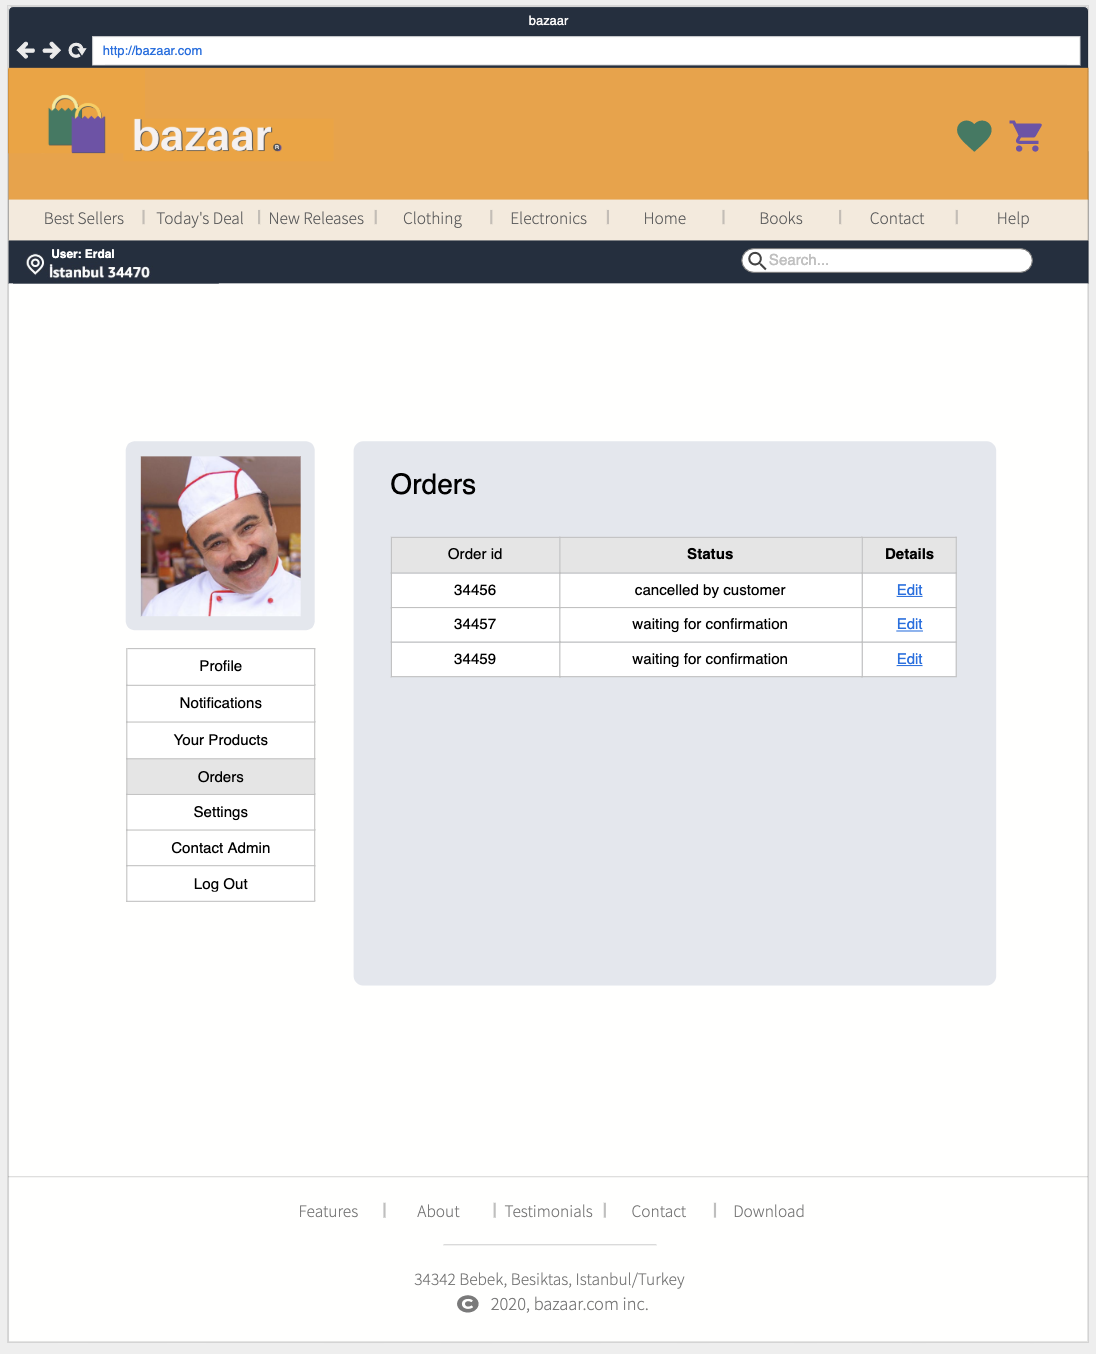 bazaar
http://bazaar.com
bazaar.®
Best Sellers | Today's Deal | New Releases | Clothing | Electronics | Home | Books | Contact | Help
User: Erdal
İstanbul 34470
Search...
Orders
Order id Status Details
34456 cancelled by customer Edit
34457 waiting for confirmation Edit
34459 waiting for confirmation Edit
Profile
Notifications
Your Products
Orders
Settings
Contact Admin
Log Out
Features | About | Testimonials | Contact | Download
34342 Bebek, Besiktas, Istanbul/Turkey
© 2020, bazaar.com inc.